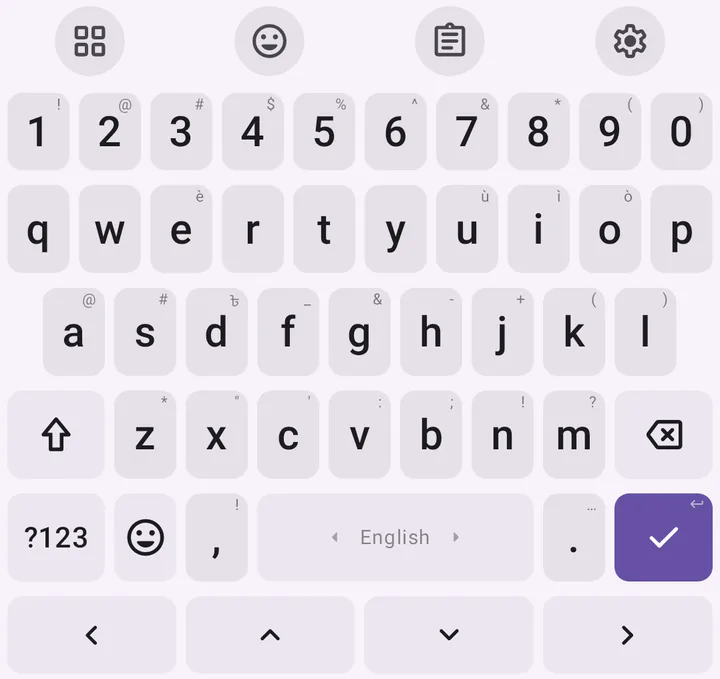 1 ! 2 @ 3 # 4 $ 5 % 6 ^ 7 & 8 * 9 ( 0 )
q w e è r t y u ù i ì o ò p
a @ s # d ъ f _ g & h - j + k ( l )
z * x " c ' v : b ; n ! m ?
?123 , ! English . …